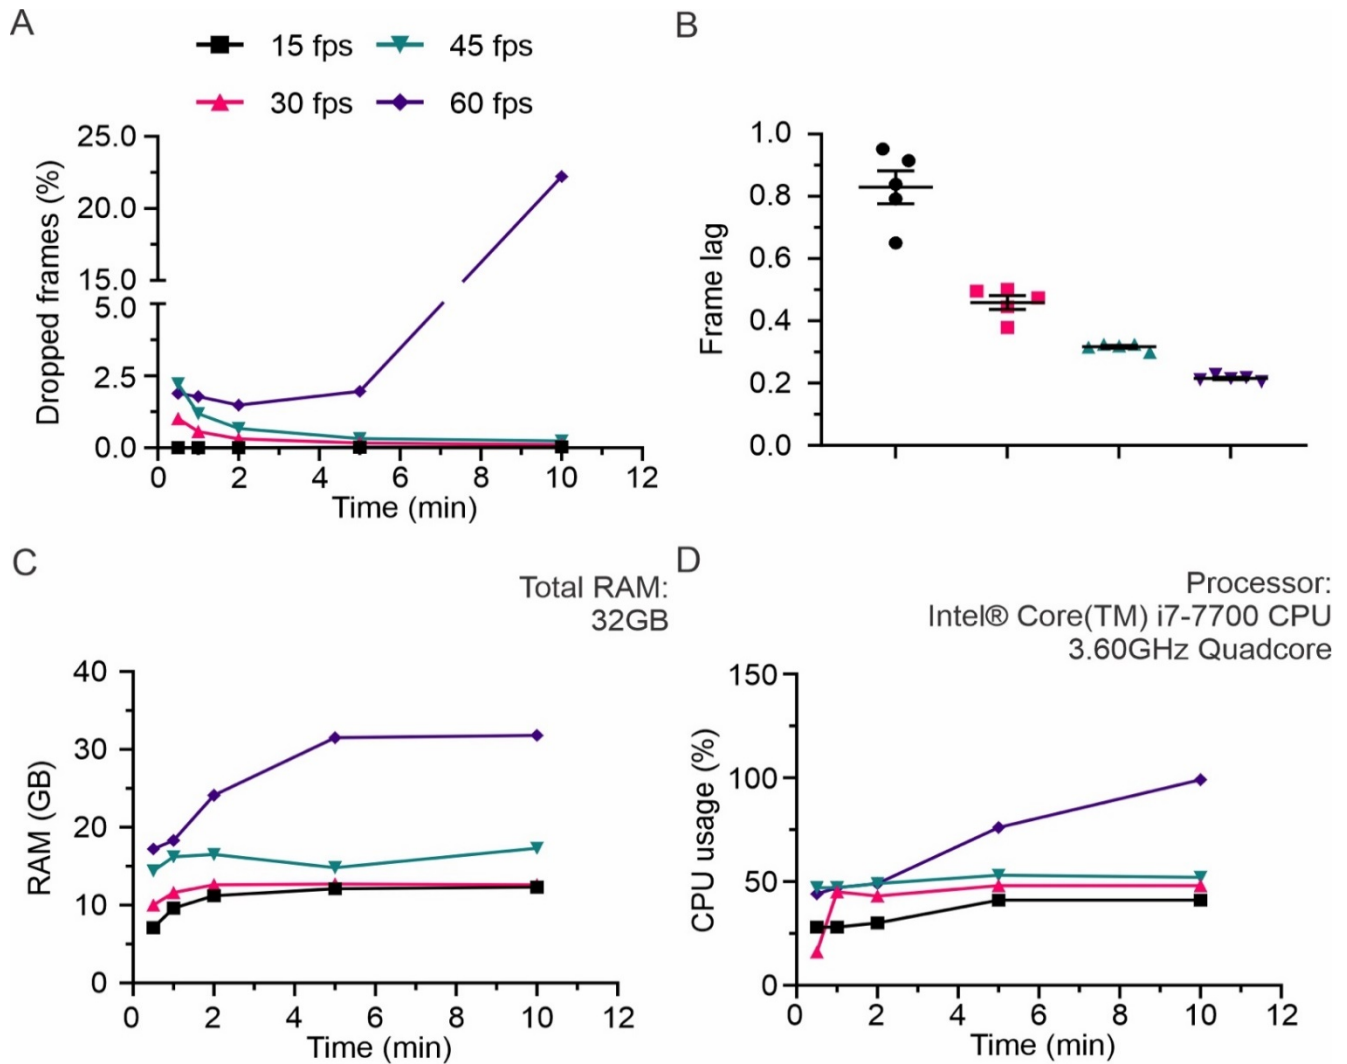 A
15 fps
45 fps
30 fps
60 fps
25.0
20.0
15.0
5.0
2.5
0.0
Dropped frames (%)
0 2 4 6 8 10 12
Time (min)
B
1.0
0.8
0.6
0.4
0.2
0.0
Frame lag
C
Total RAM:
32GB
40
30
20
10
0
RAM (GB)
0 2 4 6 8 10 12
Time (min)
D
Processor:
Intel® Core(TM) i7-7700 CPU
3.60GHz Quadcore
150
100
50
0
CPU usage (%)
0 2 4 6 8 10 12
Time (min)